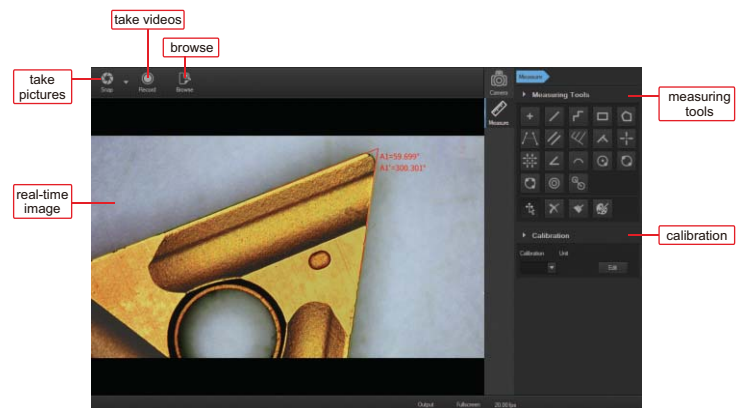 take videos
browse
take
pictures
Snap
Record
Browse
Camera
Measure
Measure
Measuring Tools
measuring
tools
A1=59.699°
A1'=300.301°
real-time
image
Calibration
calibration
Calibration Unit
Edit
Output Fullscreen 20.00fps